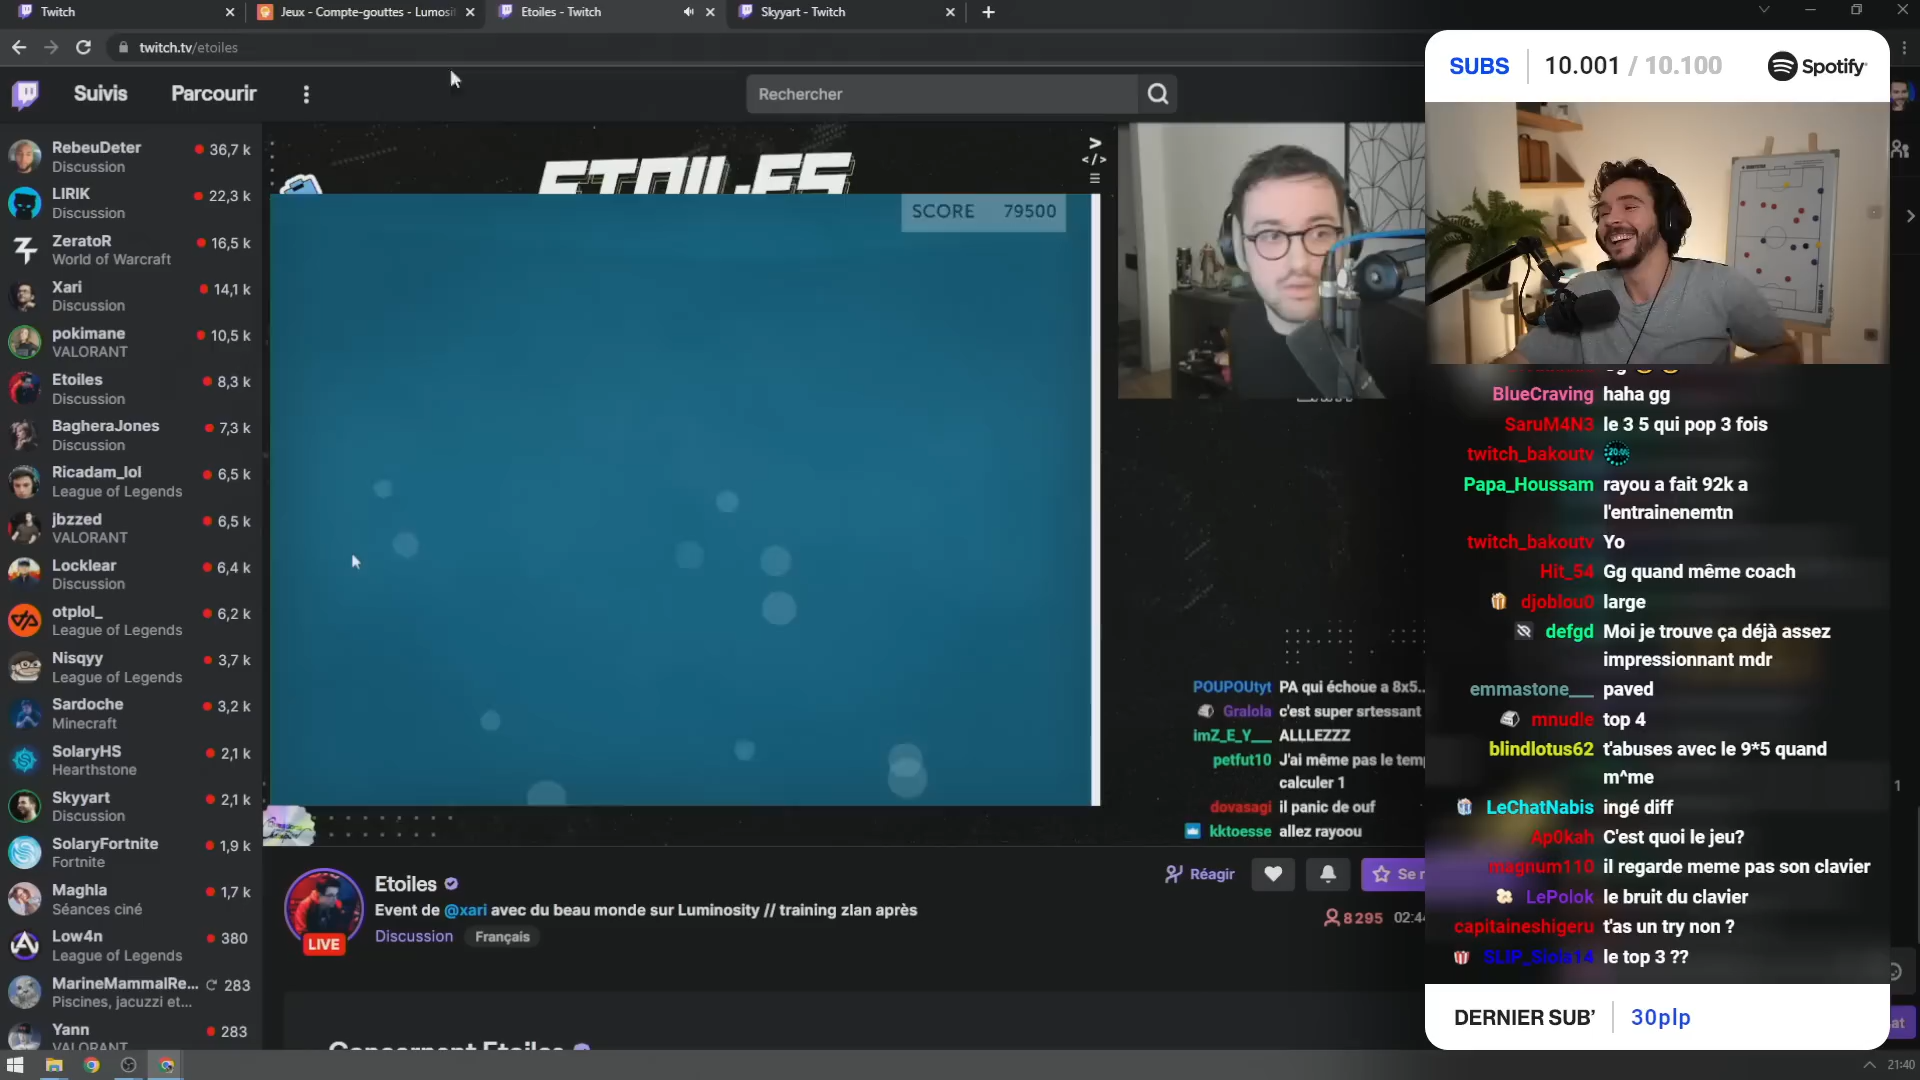 Twitch
Jeux - Compte-gouttes - Lumosit
Etoiles - Twitch
Skyyart - Twitch
twitch.tv/etoiles
Suivis
Parcourir
Rechercher
RebeuDeter
36,7 k
Discussion
LIRIK
22,3 k
Discussion
ZeratoR
16,5 k
World of Warcraft
Xari
14,1 k
Discussion
pokimane
10,5 k
VALORANT
Etoiles
8,3 k
Discussion
BagheraJones
7,3 k
Discussion
Ricadam_lol
6,5 k
League of Legends
jbzzed
6,5 k
VALORANT
Locklear
6,4 k
Discussion
otplol_
6,2 k
League of Legends
Nisqyy
3,7 k
League of Legends
Sardoche
3,2 k
Minecraft
SolaryHS
2,1 k
Hearthstone
Skyyart
2,1 k
Discussion
SolaryFortnite
1,9 k
Fortnite
Maghla
1,7 k
Séances ciné
Low4n
380
League of Legends
MarineMammalRe...
283
Piscines, jacuzzi et...
Yann
283
VALORANT
ETOILES
SCORE 79500
POUPOUtyt PA qui échoue a 8x5..
Gralola c'est super srtessant
imZ_E_Y___ ALLLEZZZ
petfut10 J'ai même pas le temp
calculer 1
dovasagi il panic de ouf
kktoesse allez rayoou
LIVE
Etoiles
Event de @xari avec du beau monde sur Luminosity // training zlan après
Discussion
Français
Réagir
8295
02:44
Concernant Etoiles
SUBS
10.001 / 10.100
Spotify
BlueCraving haha gg
SaruM4N3 le 3 5 qui pop 3 fois
twitch_bakoutv
Papa_Houssam rayou a fait 92k a
l'entrainenemtn
twitch_bakoutv Yo
Hit_54 Gg quand même coach
djoblou0 large
defgd Moi je trouve ça déjà assez
impressionnant mdr
emmastone___ paved
mnudle top 4
blindlotus62 t'abuses avec le 9*5 quand
m^me
LeChatNabis ingé diff
Ap0kah C'est quoi le jeu?
magnum110 il regarde meme pas son clavier
LePolok le bruit du clavier
capitaineshigeru t'as un try non ?
SLIP_Sioia14 le top 3 ??
DERNIER SUB'
30plp
21:40